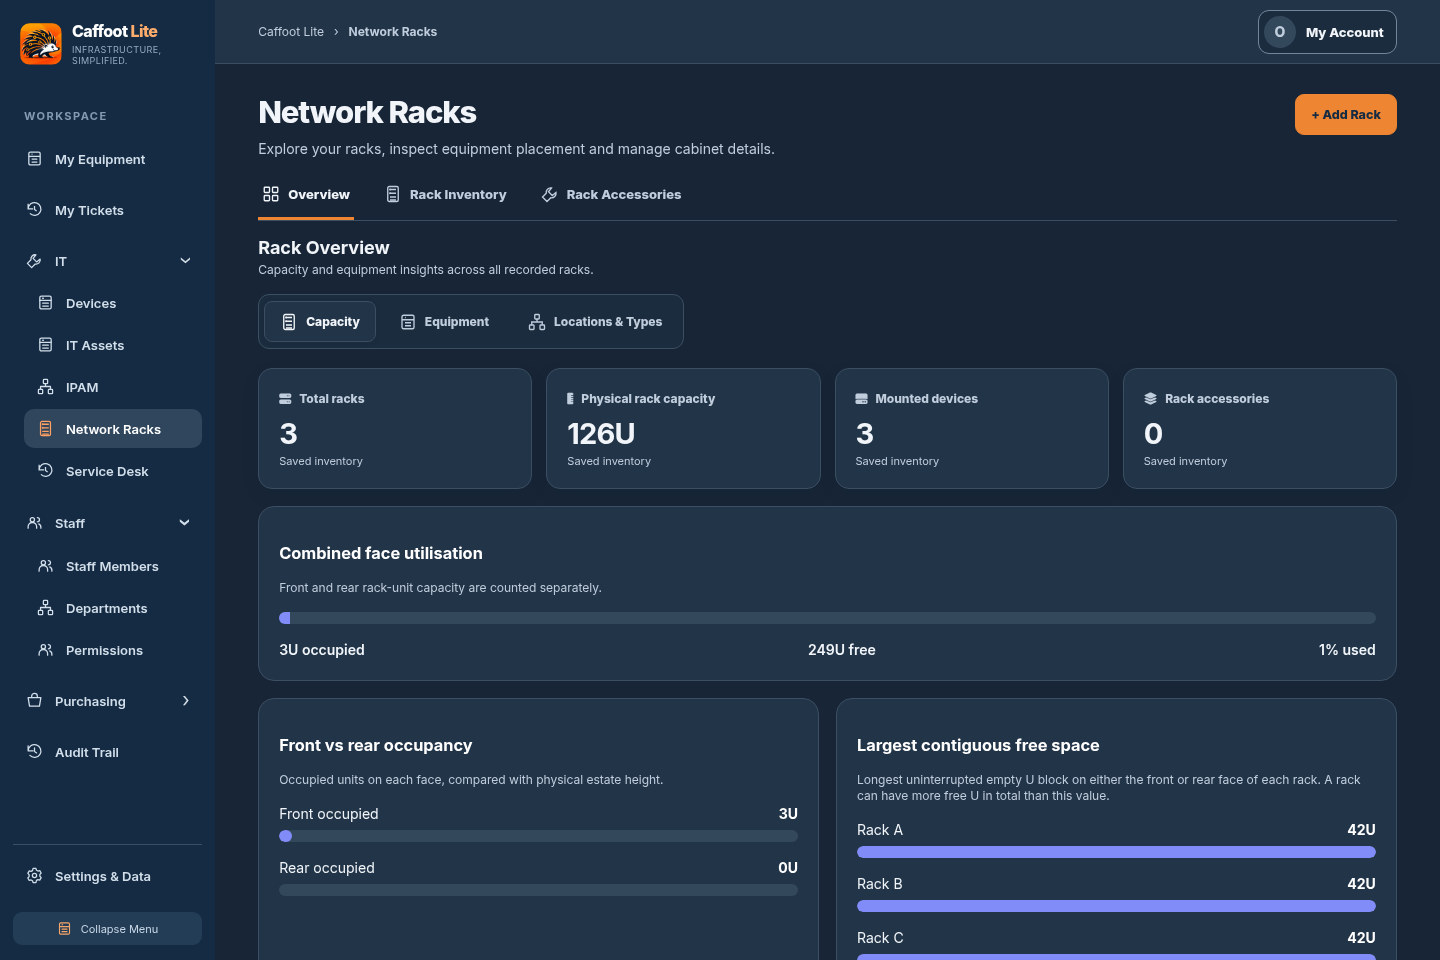 Caffoot Lite
INFRASTRUCTURE,
SIMPLIFIED.
WORKSPACE
My Equipment
My Tickets
IT
Devices
IT Assets
IPAM
Network Racks
Service Desk
Staff
Staff Members
Departments
Permissions
Purchasing
Audit Trail
Settings & Data
Collapse Menu
Caffoot Lite › Network Racks
O My Account
Network Racks
+ Add Rack
Explore your racks, inspect equipment placement and manage cabinet details.
Overview Rack Inventory Rack Accessories
Rack Overview
Capacity and equipment insights across all recorded racks.
Capacity Equipment Locations & Types
Total racks
3
Saved inventory
Physical rack capacity
126U
Saved inventory
Mounted devices
3
Saved inventory
Rack accessories
0
Saved inventory
Combined face utilisation
Front and rear rack-unit capacity are counted separately.
3U occupied 249U free 1% used
Front vs rear occupancy
Occupied units on each face, compared with physical estate height.
Front occupied 3U
Rear occupied 0U
Largest contiguous free space
Longest uninterrupted empty U block on either the front or rear face of each rack. A rack
can have more free U in total than this value.
Rack A 42U
Rack B 42U
Rack C 42U